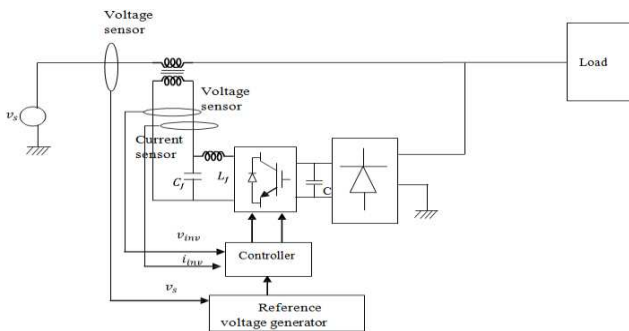 Voltage
sensor
Load
Voltage
sensor
v_s
Current
sensor
L_f
C_f
C
v_inv
Controller
i_inv
v_s
Reference
voltage generator